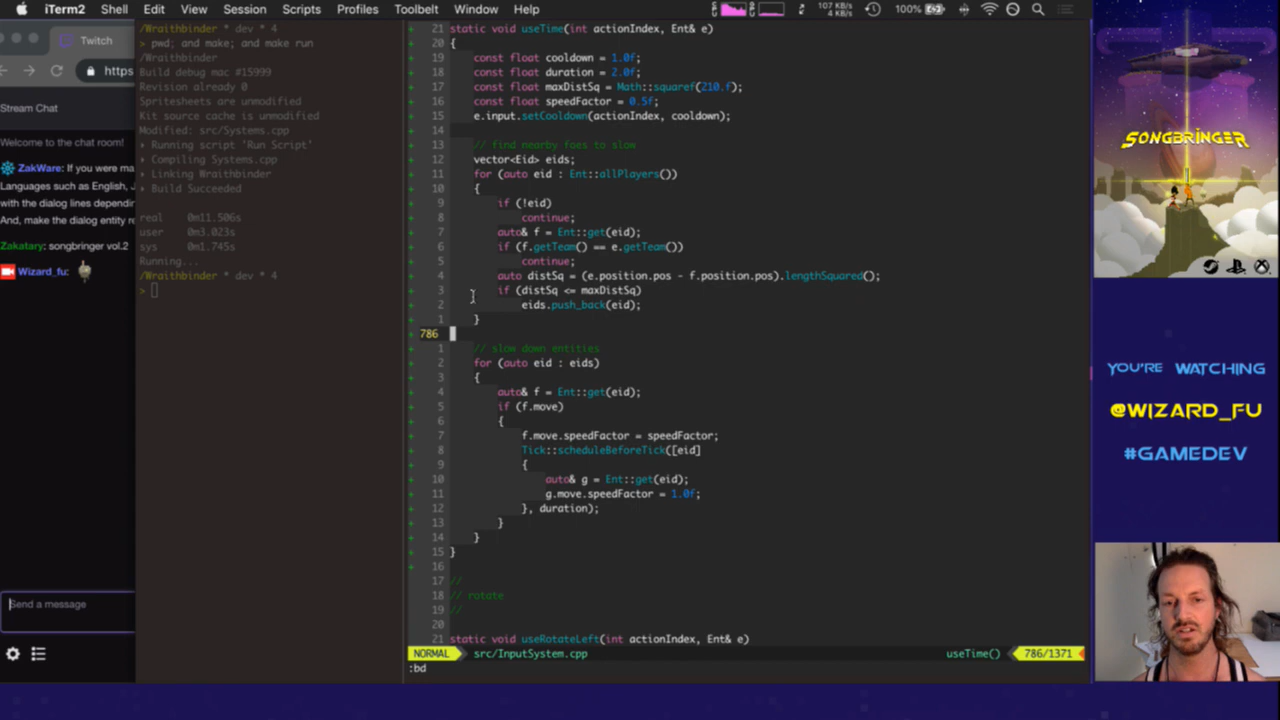 iTerm2 Shell Edit View Session Scripts Profiles Toolbelt Window Help
107 KB/s
4 KB/s
100%
Twitch
https
Stream Chat
Welcome to the chat room!
ZakWare: If you were ma
Languages such as English, J
with the dialog lines dependin
And, make the dialog entity re
Zakatary: songbringer vol.2
Wizard_fu:
Send a message
/Wraithbinder * dev * 4
> pwd; and make; and make run
/Wraithbinder
Build debug mac #15999
Revision already 0
Spritesheets are unmodified
Kit source cache is unmodified
Modified: src/Systems.cpp
▸ Running script 'Run Script'
▸ Compiling Systems.cpp
▸ Linking Wraithbinder
▸ Build Succeeded
real 0m11.506s
user 0m3.023s
sys 0m1.745s
Running...
/Wraithbinder * dev * 4
>
+ 21 static void useTime(int actionIndex, Ent& e)
+ 20 {
+ 19 const float cooldown = 1.0f;
+ 18 const float duration = 2.0f;
+ 17 const float maxDistSq = Math::squaref(210.f);
+ 16 const float speedFactor = 0.5f;
+ 15 e.input.setCooldown(actionIndex, cooldown);
+ 14
+ 13 // find nearby foes to slow
+ 12 vector<Eid> eids;
+ 11 for (auto eid : Ent::allPlayers())
+ 10 {
+ 9 if (!eid)
+ 8 continue;
+ 7 auto& f = Ent::get(eid);
+ 6 if (f.getTeam() == e.getTeam())
+ 5 continue;
+ 4 auto distSq = (e.position.pos - f.position.pos).lengthSquared();
+ 3 if (distSq <= maxDistSq)
+ 2 eids.push_back(eid);
+ 1 }
+ 786
+ 1 // slow down entities
+ 2 for (auto eid : eids)
+ 3 {
+ 4 auto& f = Ent::get(eid);
+ 5 if (f.move)
+ 6 {
+ 7 f.move.speedFactor = speedFactor;
+ 8 Tick::scheduleBeforeTick([eid]
+ 9 {
+ 10 auto& g = Ent::get(eid);
+ 11 g.move.speedFactor = 1.0f;
+ 12 }, duration);
+ 13 }
+ 14 }
+ 15 }
+ 16
17 //
18 // rotate
19 //
20
21 static void useRotateLeft(int actionIndex, Ent& e)
NORMAL src/InputSystem.cpp useTime() 786/1371
:bd
SONGBRINGER
YOU'RE WATCHING
@WIZARD_FU
#GAMEDEV